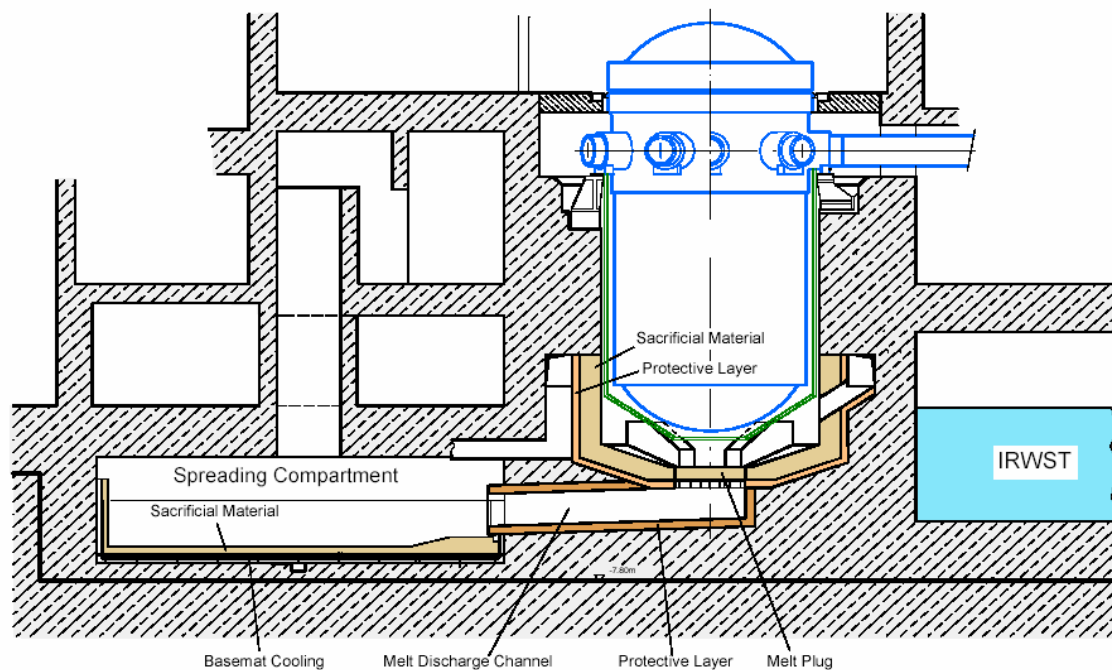 Sacrificial Material
Protective Layer
Spreading Compartment
IRWST
Sacrificial Material
-7.80m
Basemat Cooling
Melt Discharge Channel
Protective Layer
Melt Plug